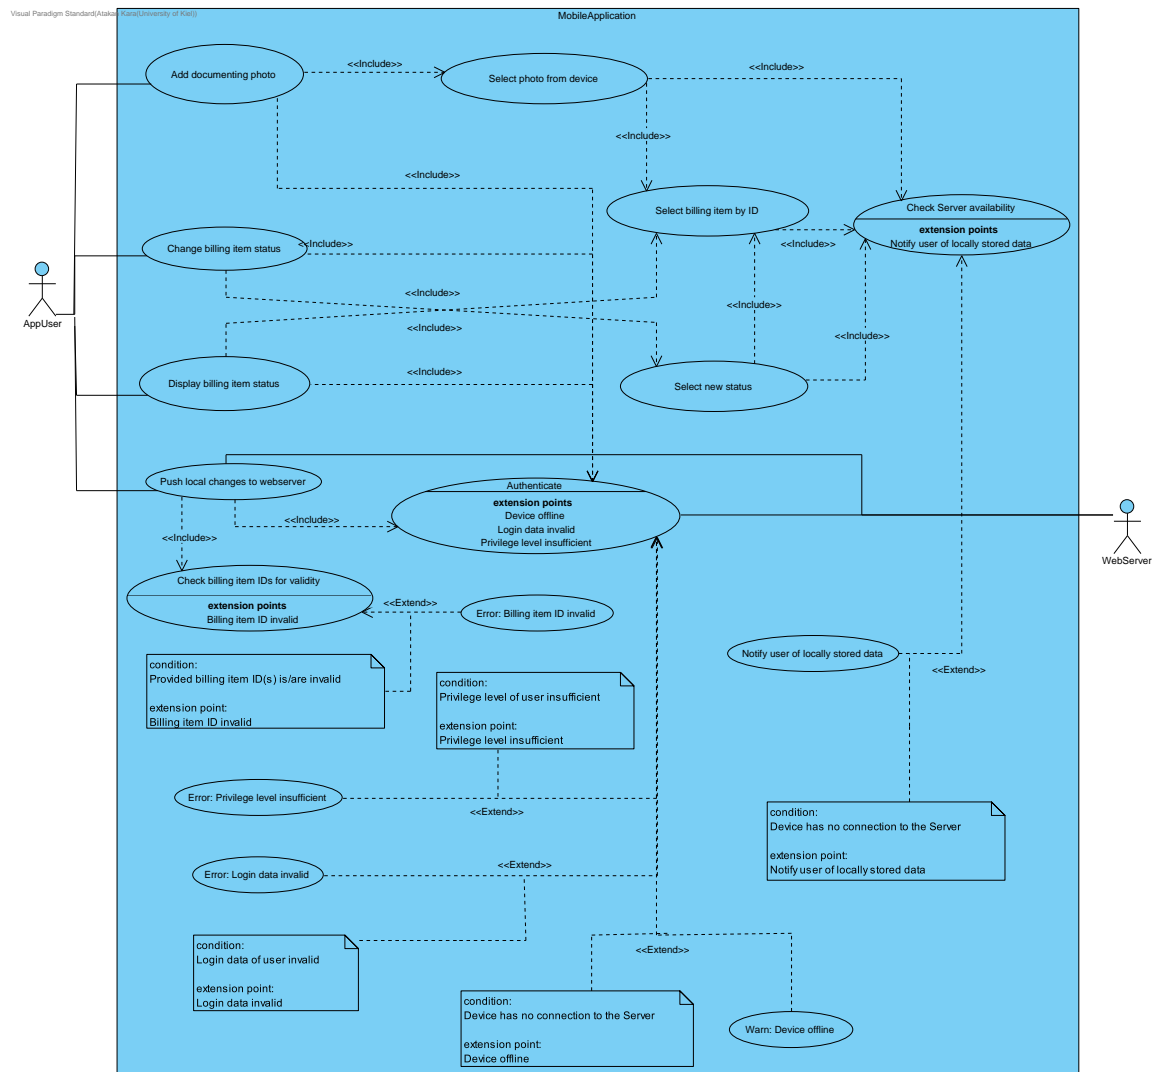 Visual Paradigm Standard(Atakan Kara(University of Kiel))
MobileApplication
Add documenting photo
<<Include>>
Select photo from device
<<Include>>
<<Include>>
<<Include>>
Select billing item by ID
Check Server availability
extension points
Notify user of locally stored data
<<Include>>
Change billing item status
<<Include>>
AppUser
<<Include>>
<<Include>>
<<Include>>
<<Include>>
Display billing item status
<<Include>>
Select new status
Push local changes to webserver
Authenticate
extension points
Device offline
Login data invalid
Privilege level insufficient
<<Include>>
<<Include>>
WebServer
Check billing item IDs for validity
extension points
Billing item ID invalid
<<Extend>>
Error: Billing item ID invalid
Notify user of locally stored data
<<Extend>>
condition:
Provided billing item ID(s) is/are invalid
extension point:
Billing item ID invalid
condition:
Privilege level of user insufficient
extension point:
Privilege level insufficient
Error: Privilege level insufficient
<<Extend>>
condition:
Device has no connection to the Server
extension point:
Notify user of locally stored data
Error: Login data invalid
<<Extend>>
condition:
Login data of user invalid
extension point:
Login data invalid
<<Extend>>
condition:
Device has no connection to the Server
extension point:
Device offline
Warn: Device offline